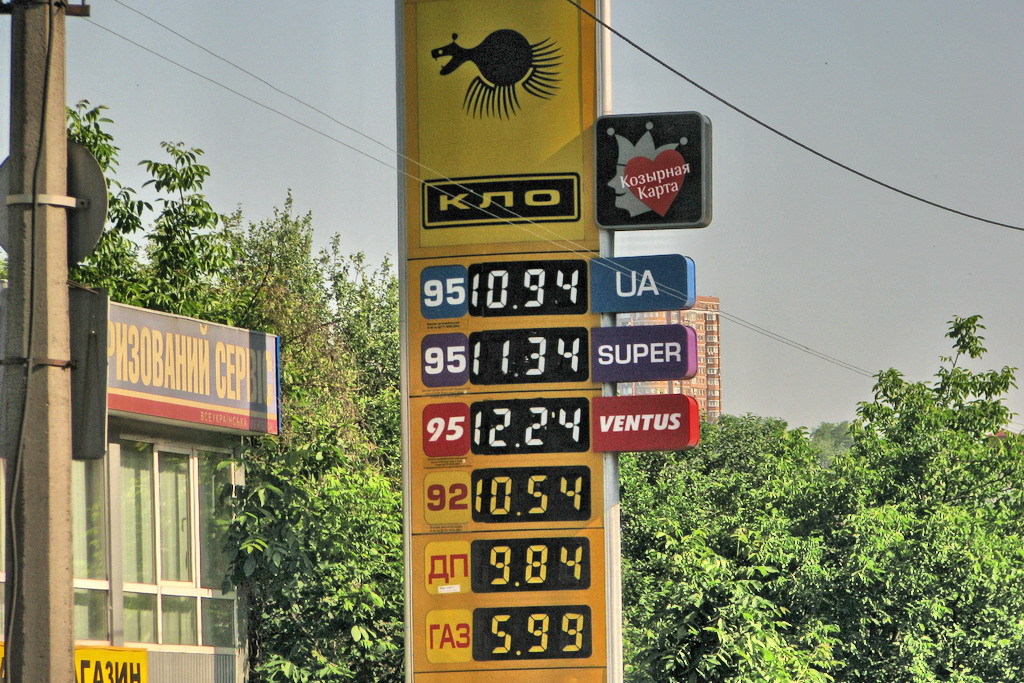 КЛО
Козырная
Карта
95 10.94 UA
95 11.34 SUPER
95 12.24 VENTUS
92 10.54
ДП 9.84
ГАЗ 5.99
РИЗОВАНИЙ СЕРВІС
ВСЕУКРАЇНСЬКА
ГАЗИН